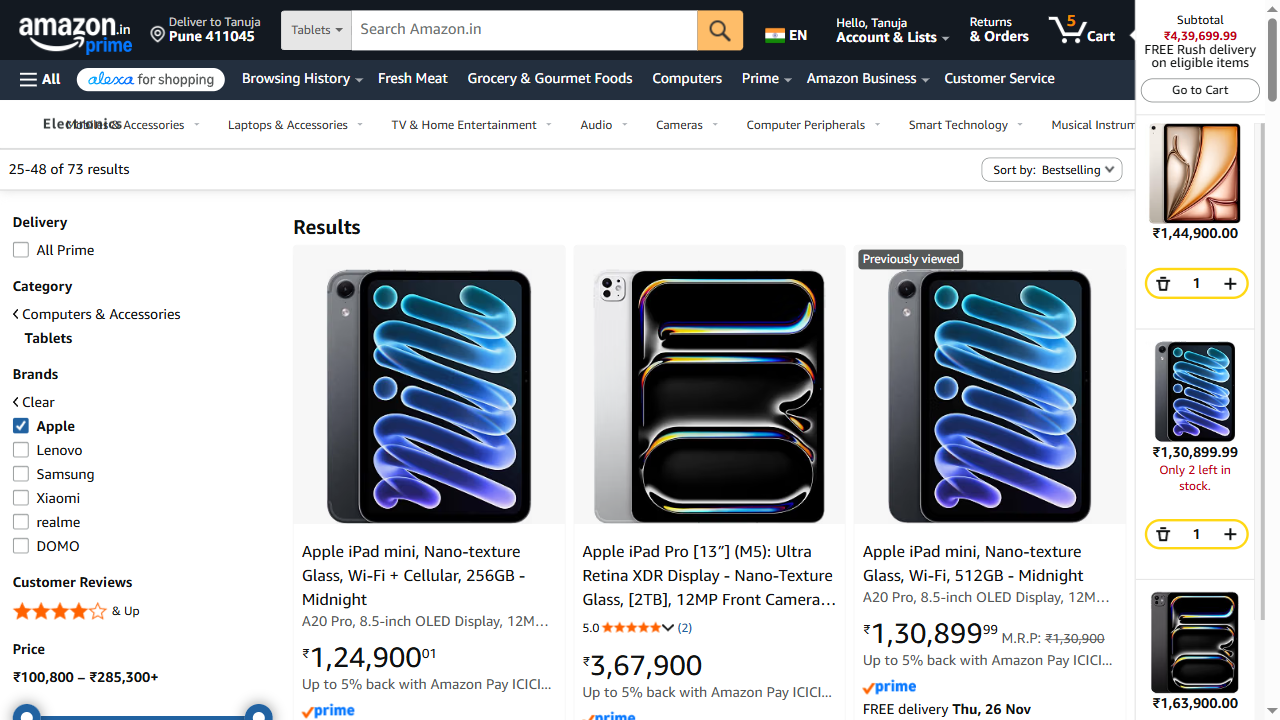 amazon.in
prime
Deliver to Tanuja
Pune 411045
Tablets
Search Amazon.in
EN
Hello, Tanuja
Account & Lists
Returns
& Orders
5
Cart
All
alexa for shopping
Browsing History
Fresh Meat
Grocery & Gourmet Foods
Computers
Prime
Amazon Business
Customer Service
Electronics
Mobiles & Accessories
Laptops & Accessories
TV & Home Entertainment
Audio
Cameras
Computer Peripherals
Smart Technology
Musical Instrum
25-48 of 73 results
Sort by: Bestselling
Delivery
All Prime
Category
Computers & Accessories
Tablets
Brands
Clear
Apple
Lenovo
Samsung
Xiaomi
realme
DOMO
Customer Reviews
& Up
Price
₹100,800 – ₹285,300+
Results
Apple iPad mini, Nano-texture
Glass, Wi-Fi + Cellular, 256GB -
Midnight
A20 Pro, 8.5-inch OLED Display, 12M…
₹1,24,90001
Up to 5% back with Amazon Pay ICICI…
prime
Apple iPad Pro [13”] (M5): Ultra
Retina XDR Display - Nano-Texture
Glass, [2TB], 12MP Front Camera…
5.0 (2)
₹3,67,900
Up to 5% back with Amazon Pay ICICI…
prime
Previously viewed
Apple iPad mini, Nano-texture
Glass, Wi-Fi, 512GB - Midnight
A20 Pro, 8.5-inch OLED Display, 12M…
₹1,30,89999 M.R.P: ₹1,30,900
Up to 5% back with Amazon Pay ICICI…
prime
FREE delivery Thu, 26 Nov
Subtotal
₹4,39,699.99
FREE Rush delivery
on eligible items
Go to Cart
₹1,44,900.00
1
₹1,30,899.99
Only 2 left in
stock.
1
₹1,63,900.00